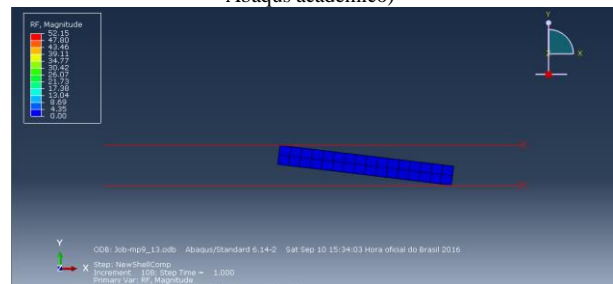 Abaqus acadêmico)
RF, Magnitude
52.15
47.80
43.46
39.11
34.77
30.42
26.07
21.73
17.38
13.04
8.69
4.35
0.00
Y
Z
X
Y
Z
X
ODB: Job-mp9_13.odb Abaqus/Standard 6.14-2 Sat Sep 10 15:34:03 Hora oficial do Brasil 2016
Step: NewShellComp
Increment 108: Step Time = 1.000
Primary Var: RF, Magnitude